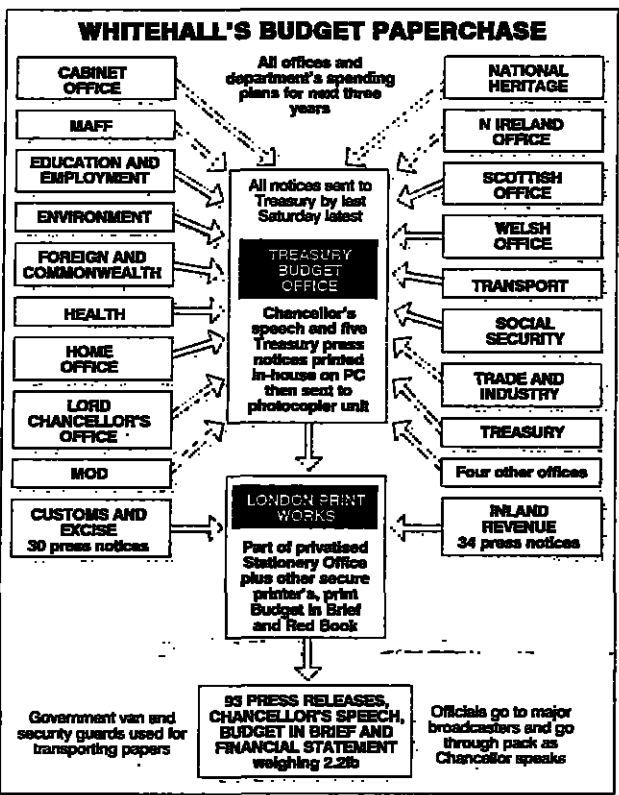 WHITEHALL'S BUDGET PAPERCHASE
All offices and
department's spending
plans for next three
years
CABINET
OFFICE
MAFF
EDUCATION AND
EMPLOYMENT
ENVIRONMENT
FOREIGN AND
COMMONWEALTH
HEALTH
HOME
OFFICE
LORD
CHANCELLOR'S
OFFICE
MOD
CUSTOMS AND
EXCISE
30 press notices
All notices sent to
Treasury by last
Saturday latest
TREASURY
BUDGET
OFFICE
Chancellor's
speech and five
Treasury press
notices printed
in-house on PC
then sent to
photocopier unit
NATIONAL
HERITAGE
N IRELAND
OFFICE
SCOTTISH
OFFICE
WELSH
OFFICE
TRANSPORT
SOCIAL
SECURITY
TRADE AND
INDUSTRY
TREASURY
Four other offices
INLAND
REVENUE
34 press notices
LONDON PRINT
WORKS
Part of privatised
Stationery Office
plus other secure
printer's, print
Budget in Brief
and Red Book
Government van and
security guards used for
transporting papers
93 PRESS RELEASES,
CHANCELLOR'S SPEECH,
BUDGET IN BRIEF AND
FINANCIAL STATEMENT
weighing 2.2lb
Officials go to major
broadcasters and go
through pack as
Chancellor speaks